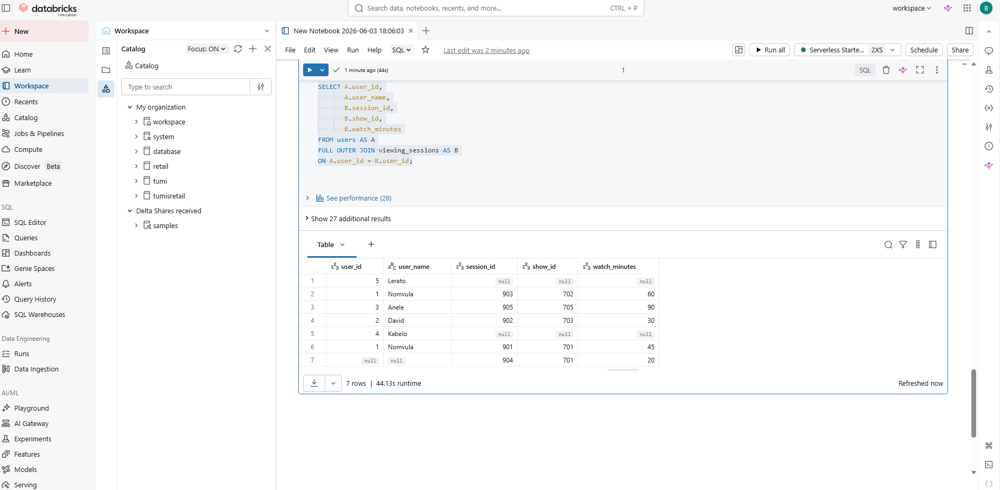 databricks
Free Edition
Search data, notebooks, recents, and more...
CTRL + P
workspace
B
New
Home
Learn
Workspace
Recents
Catalog
Jobs & Pipelines
Compute
Discover
Beta
Marketplace
SQL
SQL Editor
Queries
Dashboards
Genie Spaces
Alerts
Query History
SQL Warehouses
Data Engineering
Runs
Data Ingestion
AI/ML
Playground
AI Gateway
Experiments
Features
Models
Serving
Workspace
Catalog
Focus: ON
Catalog
Type to search
My organization
workspace
system
database
retail
tumi
tumisretail
Delta Shares received
samples
New Notebook 2026-06-03 18:06:03
File Edit View Run Help SQL
Last edit was 2 minutes ago
Run all
Serverless Starte... 2XS
Schedule
Share
1 minute ago (44s)
1
SQL
SELECT A.user_id,
A.user_name,
B.session_id,
B.show_id,
B.watch_minutes
FROM users AS A
FULL OUTER JOIN viewing_sessions AS B
ON A.user_id = B.user_id;
See performance (28)
Show 27 additional results
Table
user_id user_name session_id show_id watch_minutes
1 5 Lerato null null null
2 1 Nomvula 903 702 60
3 3 Anele 905 705 90
4 2 David 902 703 30
5 4 Kabelo null null null
6 1 Nomvula 901 701 45
7 null null 904 701 20
7 rows | 44.13s runtime
Refreshed now